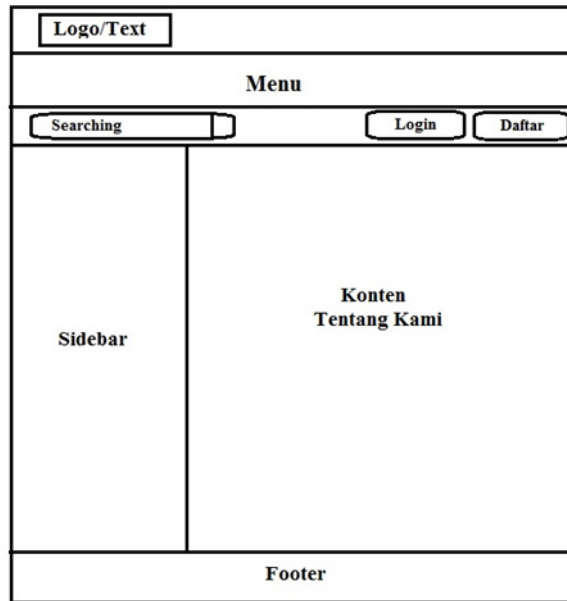 Logo/Text
Menu
Searching
Login
Daftar
Sidebar
Konten
Tentang Kami
Footer